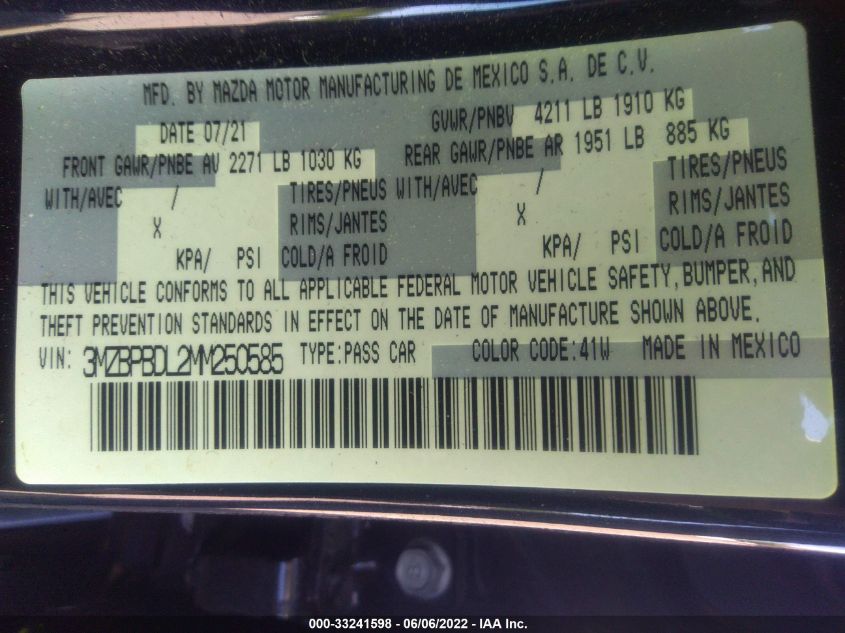 MFD. BY MAZDA MOTOR MANUFACTURING DE MEXICO S.A. DE C.V.
DATE 07/21 GVWR/PNBV 4211 LB 1910 KG
FRONT GAWR/PNBE AV 2271 LB 1030 KG REAR GAWR/PNBE AR 1951 LB 885 KG
WITH/AVEC / TIRES/PNEUS WITH/AVEC / TIRES/PNEUS
X RIMS/JANTES X RIMS/JANTES
KPA/ PSI COLD/A FROID KPA/ PSI COLD/A FROID
THIS VEHICLE CONFORMS TO ALL APPLICABLE FEDERAL MOTOR VEHICLE SAFETY, BUMPER, AND
THEFT PREVENTION STANDARDS IN EFFECT ON THE DATE OF MANUFACTURE SHOWN ABOVE.
VIN: 3MZBPBDL2MM250585 TYPE:PASS CAR COLOR CODE:41W MADE IN MEXICO
000-33241598 - 06/06/2022 - IAA Inc.